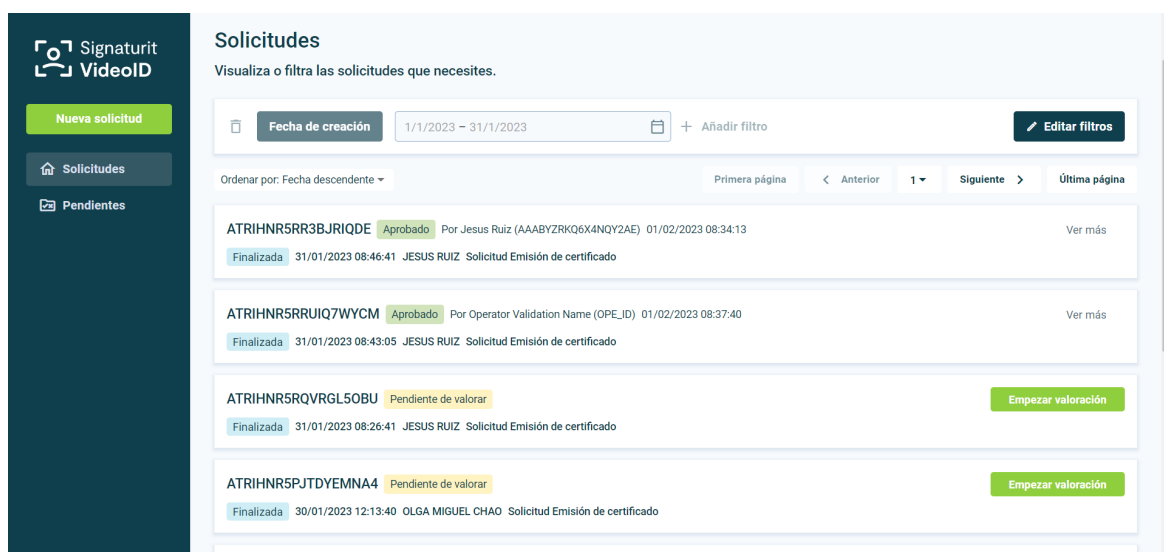 Signaturit
VideoID
Nueva solicitud
Solicitudes
Pendientes
Solicitudes
Visualiza o filtra las solicitudes que necesites.
Fecha de creación 1/1/2023 – 31/1/2023 + Añadir filtro Editar filtros
Ordenar por: Fecha descendente Primera página Anterior 1 Siguiente Última página
ATRIHNR5RR3BJRIQDE Aprobado Por Jesus Ruiz (AAABYZRKQ6X4NQY2AE) 01/02/2023 08:34:13 Ver más
Finalizada 31/01/2023 08:46:41 JESUS RUIZ Solicitud Emisión de certificado
ATRIHNR5RRUIQ7WYCM Aprobado Por Operator Validation Name (OPE_ID) 01/02/2023 08:37:40 Ver más
Finalizada 31/01/2023 08:43:05 JESUS RUIZ Solicitud Emisión de certificado
ATRIHNR5RQVRGL5OBU Pendiente de valorar Empezar valoración
Finalizada 31/01/2023 08:26:41 JESUS RUIZ Solicitud Emisión de certificado
ATRIHNR5PJTDYEMNA4 Pendiente de valorar Empezar valoración
Finalizada 30/01/2023 12:13:40 OLGA MIGUEL CHAO Solicitud Emisión de certificado